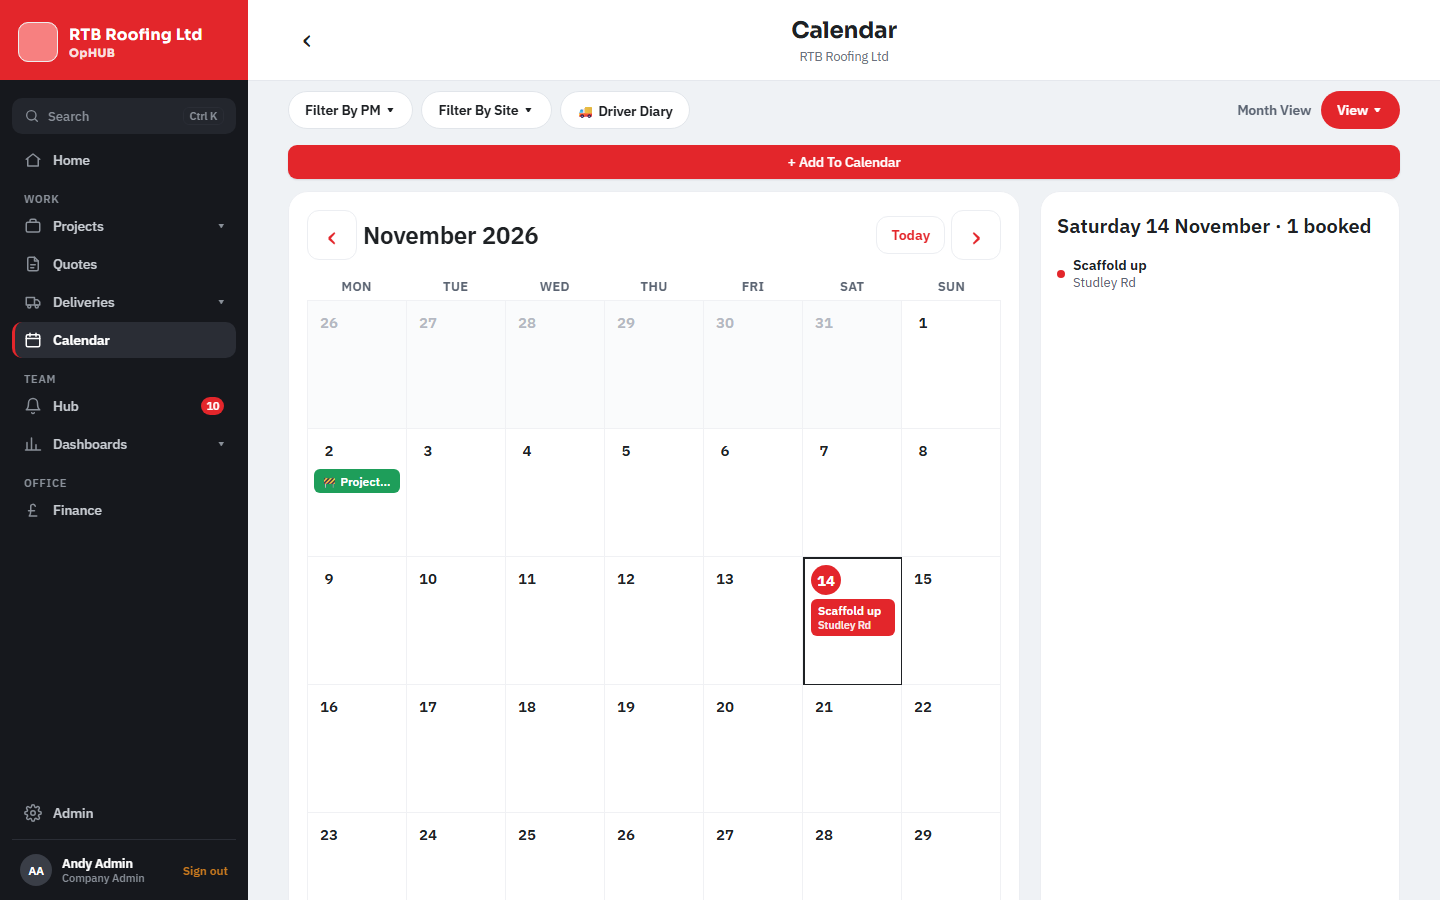 RTB Roofing Ltd
OpHUB
Search Ctrl K
Home
WORK
Projects
Quotes
Deliveries
Calendar
TEAM
Hub 10
Dashboards
OFFICE
Finance
Admin
AA
Andy Admin
Company Admin
Sign out
Calendar
RTB Roofing Ltd
Filter By PM
Filter By Site
Driver Diary
Month View
View
+ Add To Calendar
November 2026
Today
MON TUE WED THU FRI SAT SUN
26 27 28 29 30 31 1
2 3 4 5 6 7 8
Project...
9 10 11 12 13 14 15
Scaffold up
Studley Rd
16 17 18 19 20 21 22
23 24 25 26 27 28 29
Saturday 14 November · 1 booked
Scaffold up
Studley Rd